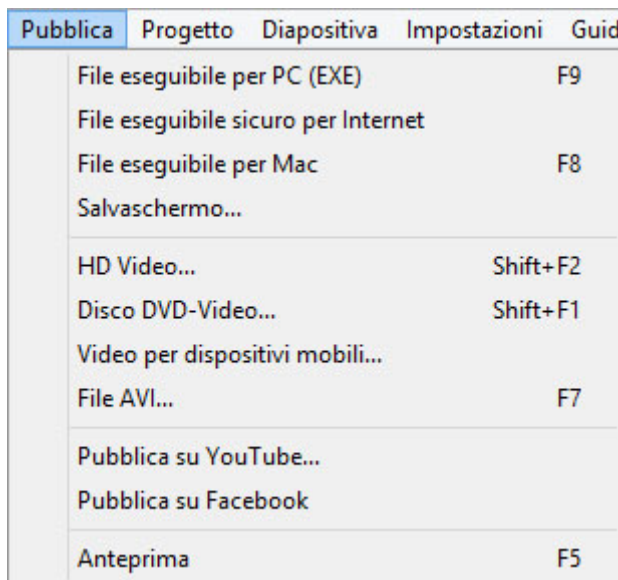 Pubblica Progetto Diapositiva Impostazioni Guid
File eseguibile per PC (EXE) F9
File eseguibile sicuro per Internet
File eseguibile per Mac F8
Salvaschermo...
HD Video... Shift+F2
Disco DVD-Video... Shift+F1
Video per dispositivi mobili...
File AVI... F7
Pubblica su YouTube...
Pubblica su Facebook
Anteprima F5